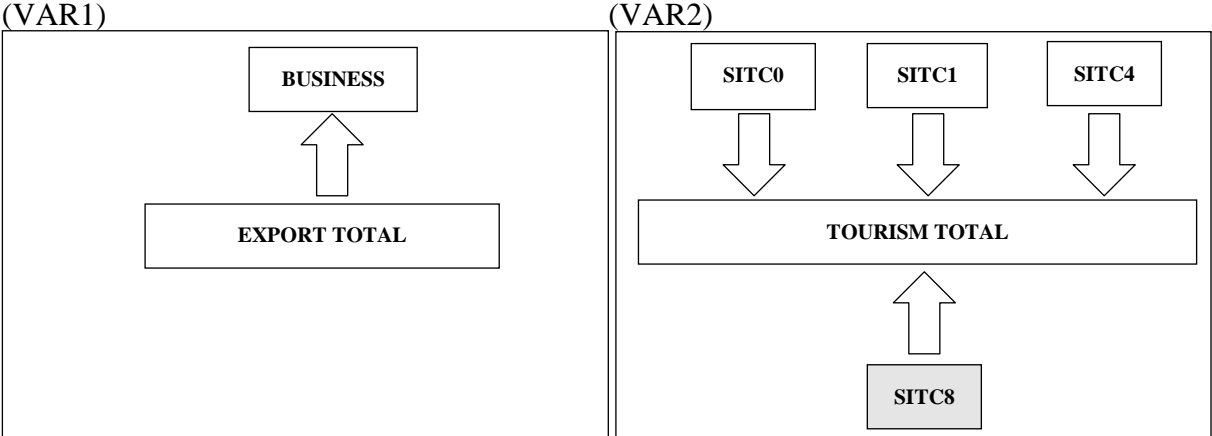 (VAR1)
(VAR2)
BUSINESS
EXPORT TOTAL
SITC0
SITC1
SITC4
TOURISM TOTAL
SITC8